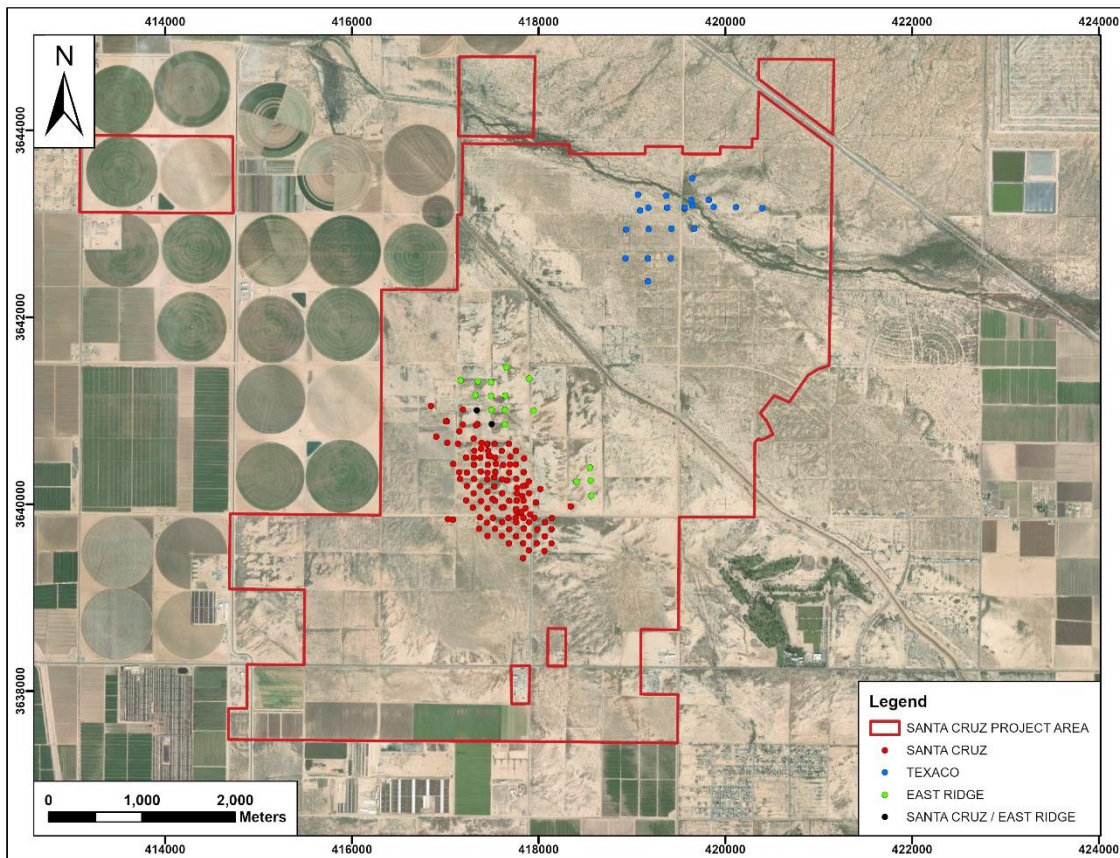 414000 416000 418000 420000 422000 424000
N
3644000
3642000
3640000
3638000
Legend
SANTA CRUZ PROJECT AREA
SANTA CRUZ
TEXACO
EAST RIDGE
SANTA CRUZ / EAST RIDGE
0 1,000 2,000
Meters
414000 416000 418000 420000 422000 424000